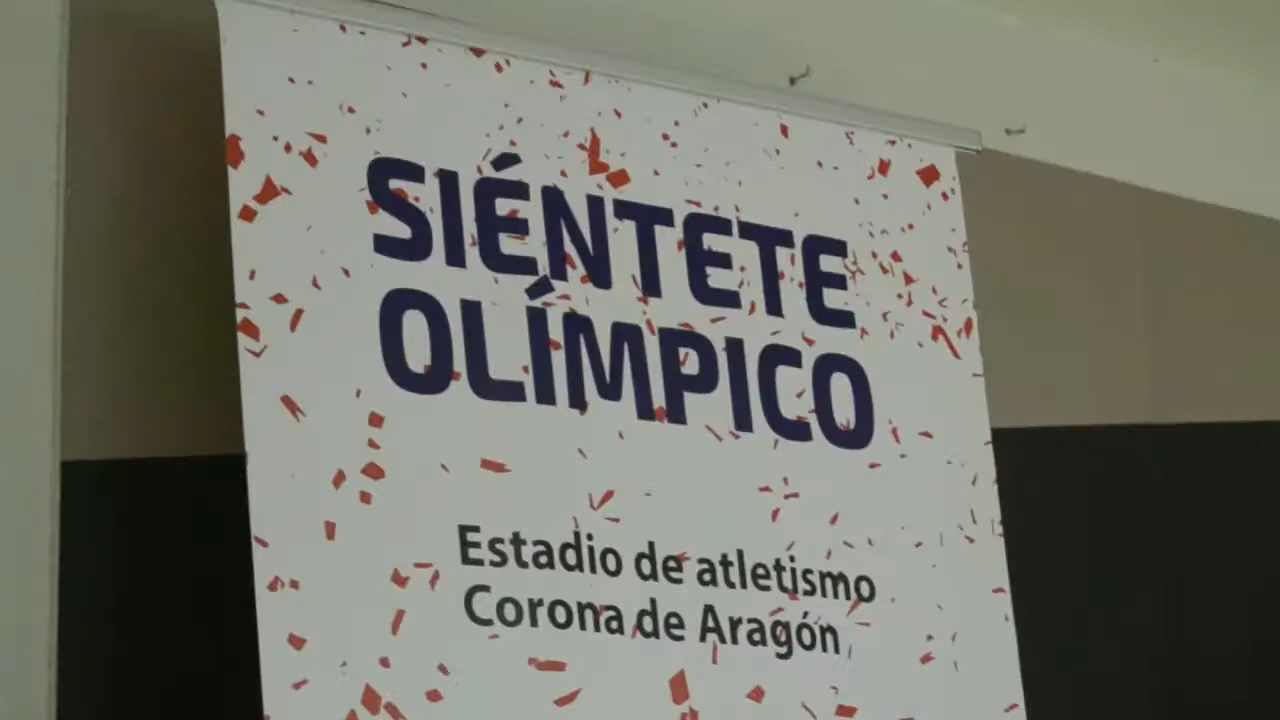 SIÉNTETE
OLÍMPICO
Estadio de atletismo
Corona de Aragón